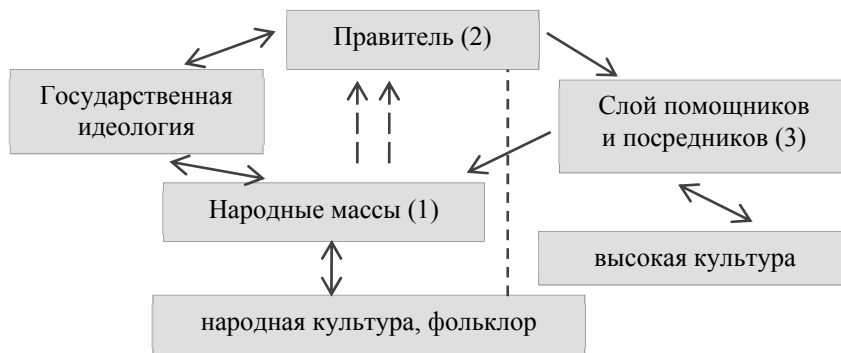 Правитель (2)
Государственная
идеология
Слой помощников
и посредников (3)
Народные массы (1)
высокая культура
народная культура, фольклор